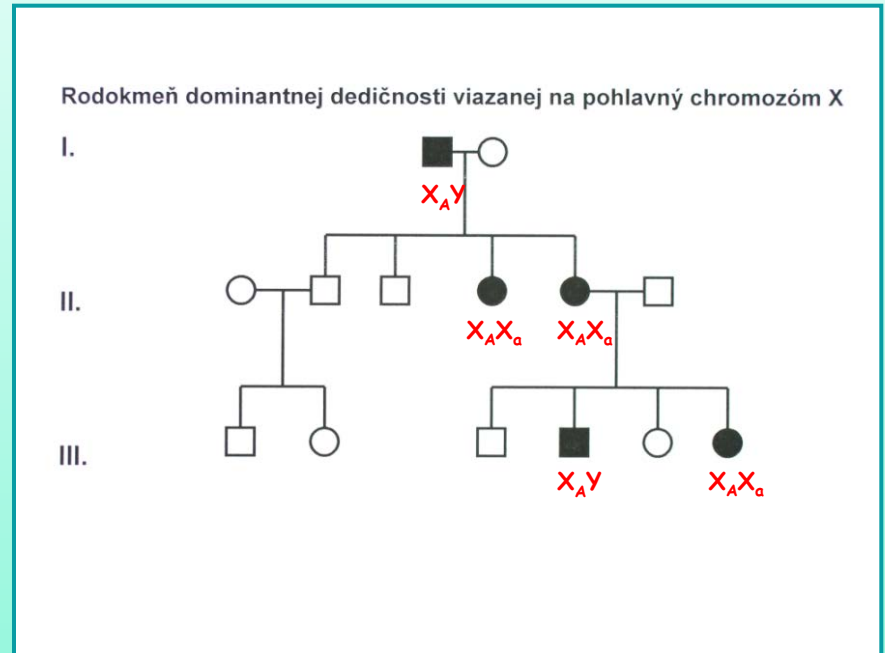 Rodokmeň dominantnej dedičnosti viazanej na pohlavný chromozóm X
I.
XAY
II.
XAXa XAXa
III.
XAY XAXa